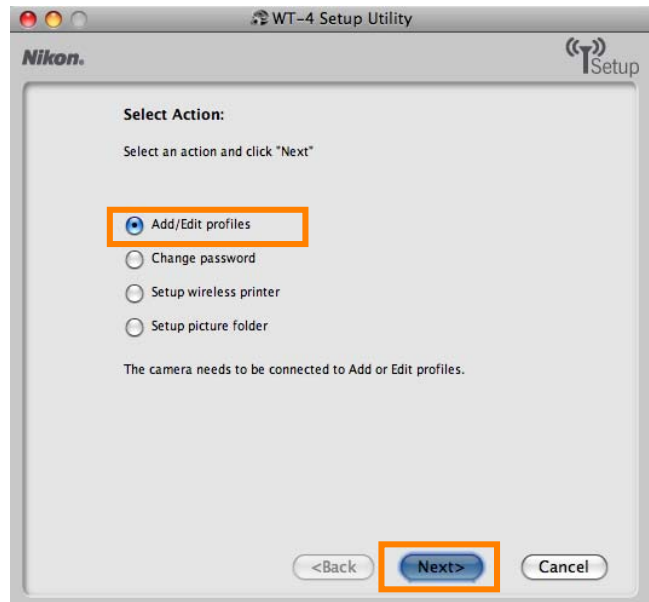 WT-4 Setup Utility
Nikon.
Setup
Select Action:
Select an action and click "Next"
Add/Edit profiles
Change password
Setup wireless printer
Setup picture folder
The camera needs to be connected to Add or Edit profiles.
<Back
Next>
Cancel